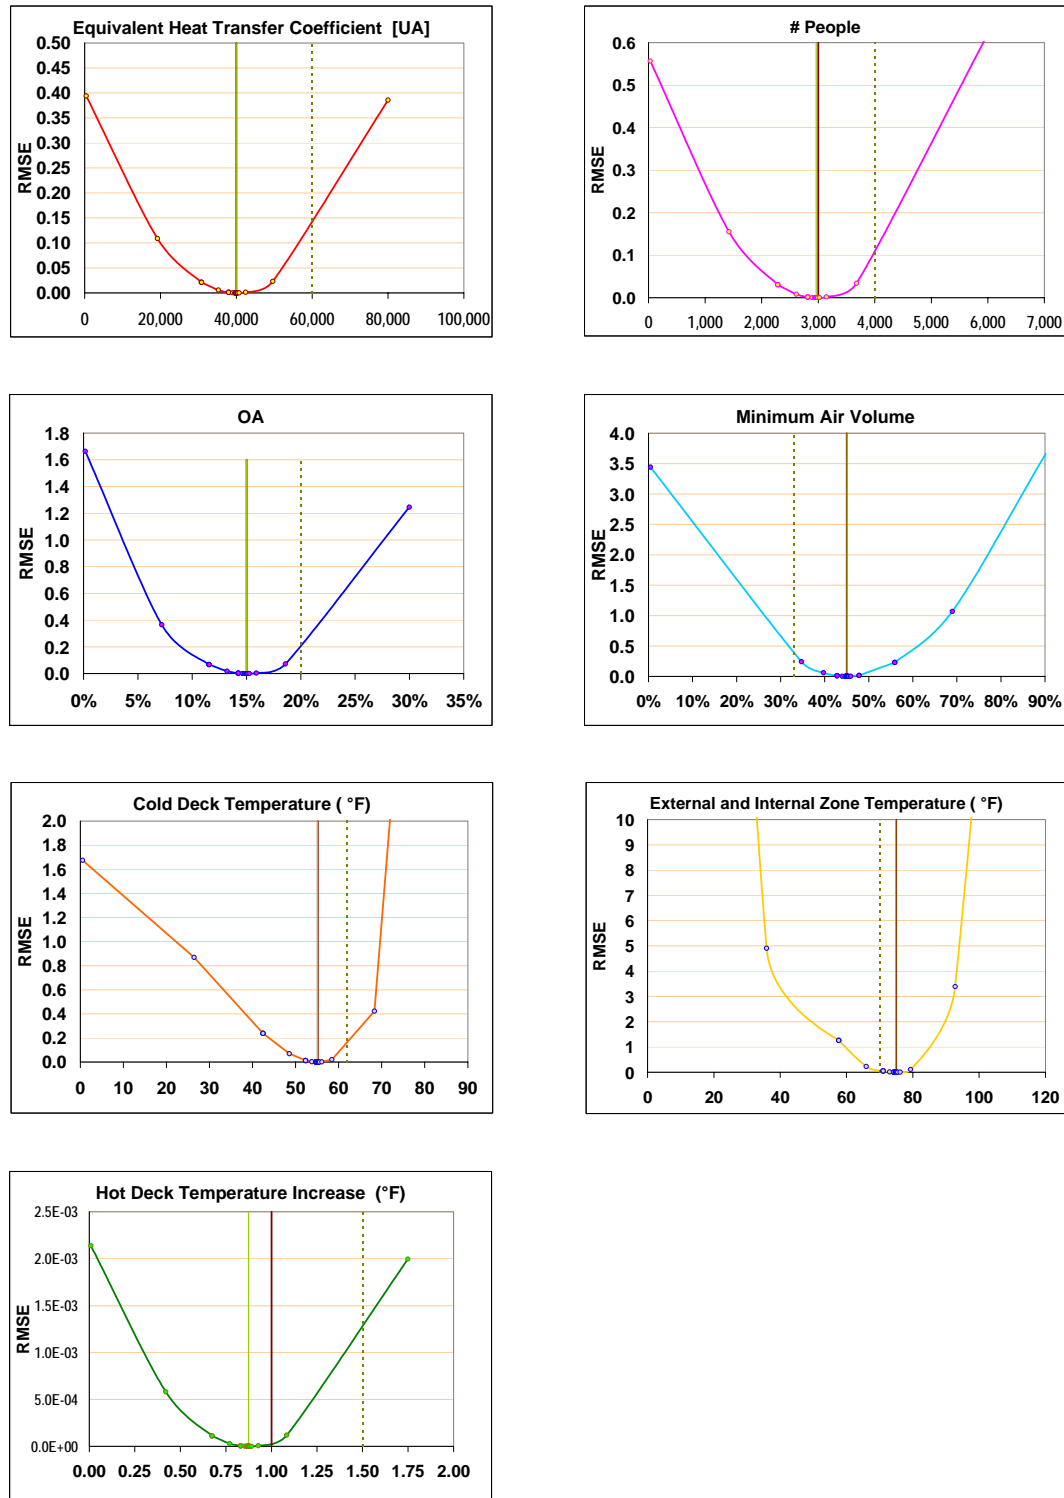 Equivalent Heat Transfer Coefficient [UA]
0.50
0.45
0.40
0.35
0.30
0.25
0.20
0.15
0.10
0.05
0.00
RMSE
0 20,000 40,000 60,000 80,000 100,000
# People
0.6
0.5
0.4
0.3
0.2
0.1
0.0
RMSE
0 1,000 2,000 3,000 4,000 5,000 6,000 7,000
OA
1.8
1.6
1.4
1.2
1.0
0.8
0.6
0.4
0.2
0.0
RMSE
0% 5% 10% 15% 20% 25% 30% 35%
Minimum Air Volume
4.0
3.5
3.0
2.5
2.0
1.5
1.0
0.5
0.0
RMSE
0% 10% 20% 30% 40% 50% 60% 70% 80% 90%
Cold Deck Temperature ( °F)
2.0
1.8
1.6
1.4
1.2
1.0
0.8
0.6
0.4
0.2
0.0
RMSE
0 10 20 30 40 50 60 70 80 90
External and Internal Zone Temperature ( °F)
10
9
8
7
6
5
4
3
2
1
0
RMSE
0 20 40 60 80 100 120
Hot Deck Temperature Increase (°F)
2.5E-03
2.0E-03
1.5E-03
1.0E-03
5.0E-04
0.0E+00
RMSE
0.00 0.25 0.50 0.75 1.00 1.25 1.50 1.75 2.00